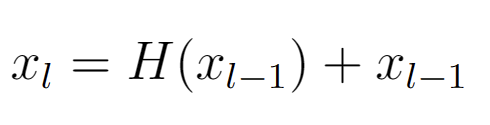 x_l = H(x_{l-1}) + x_{l-1}